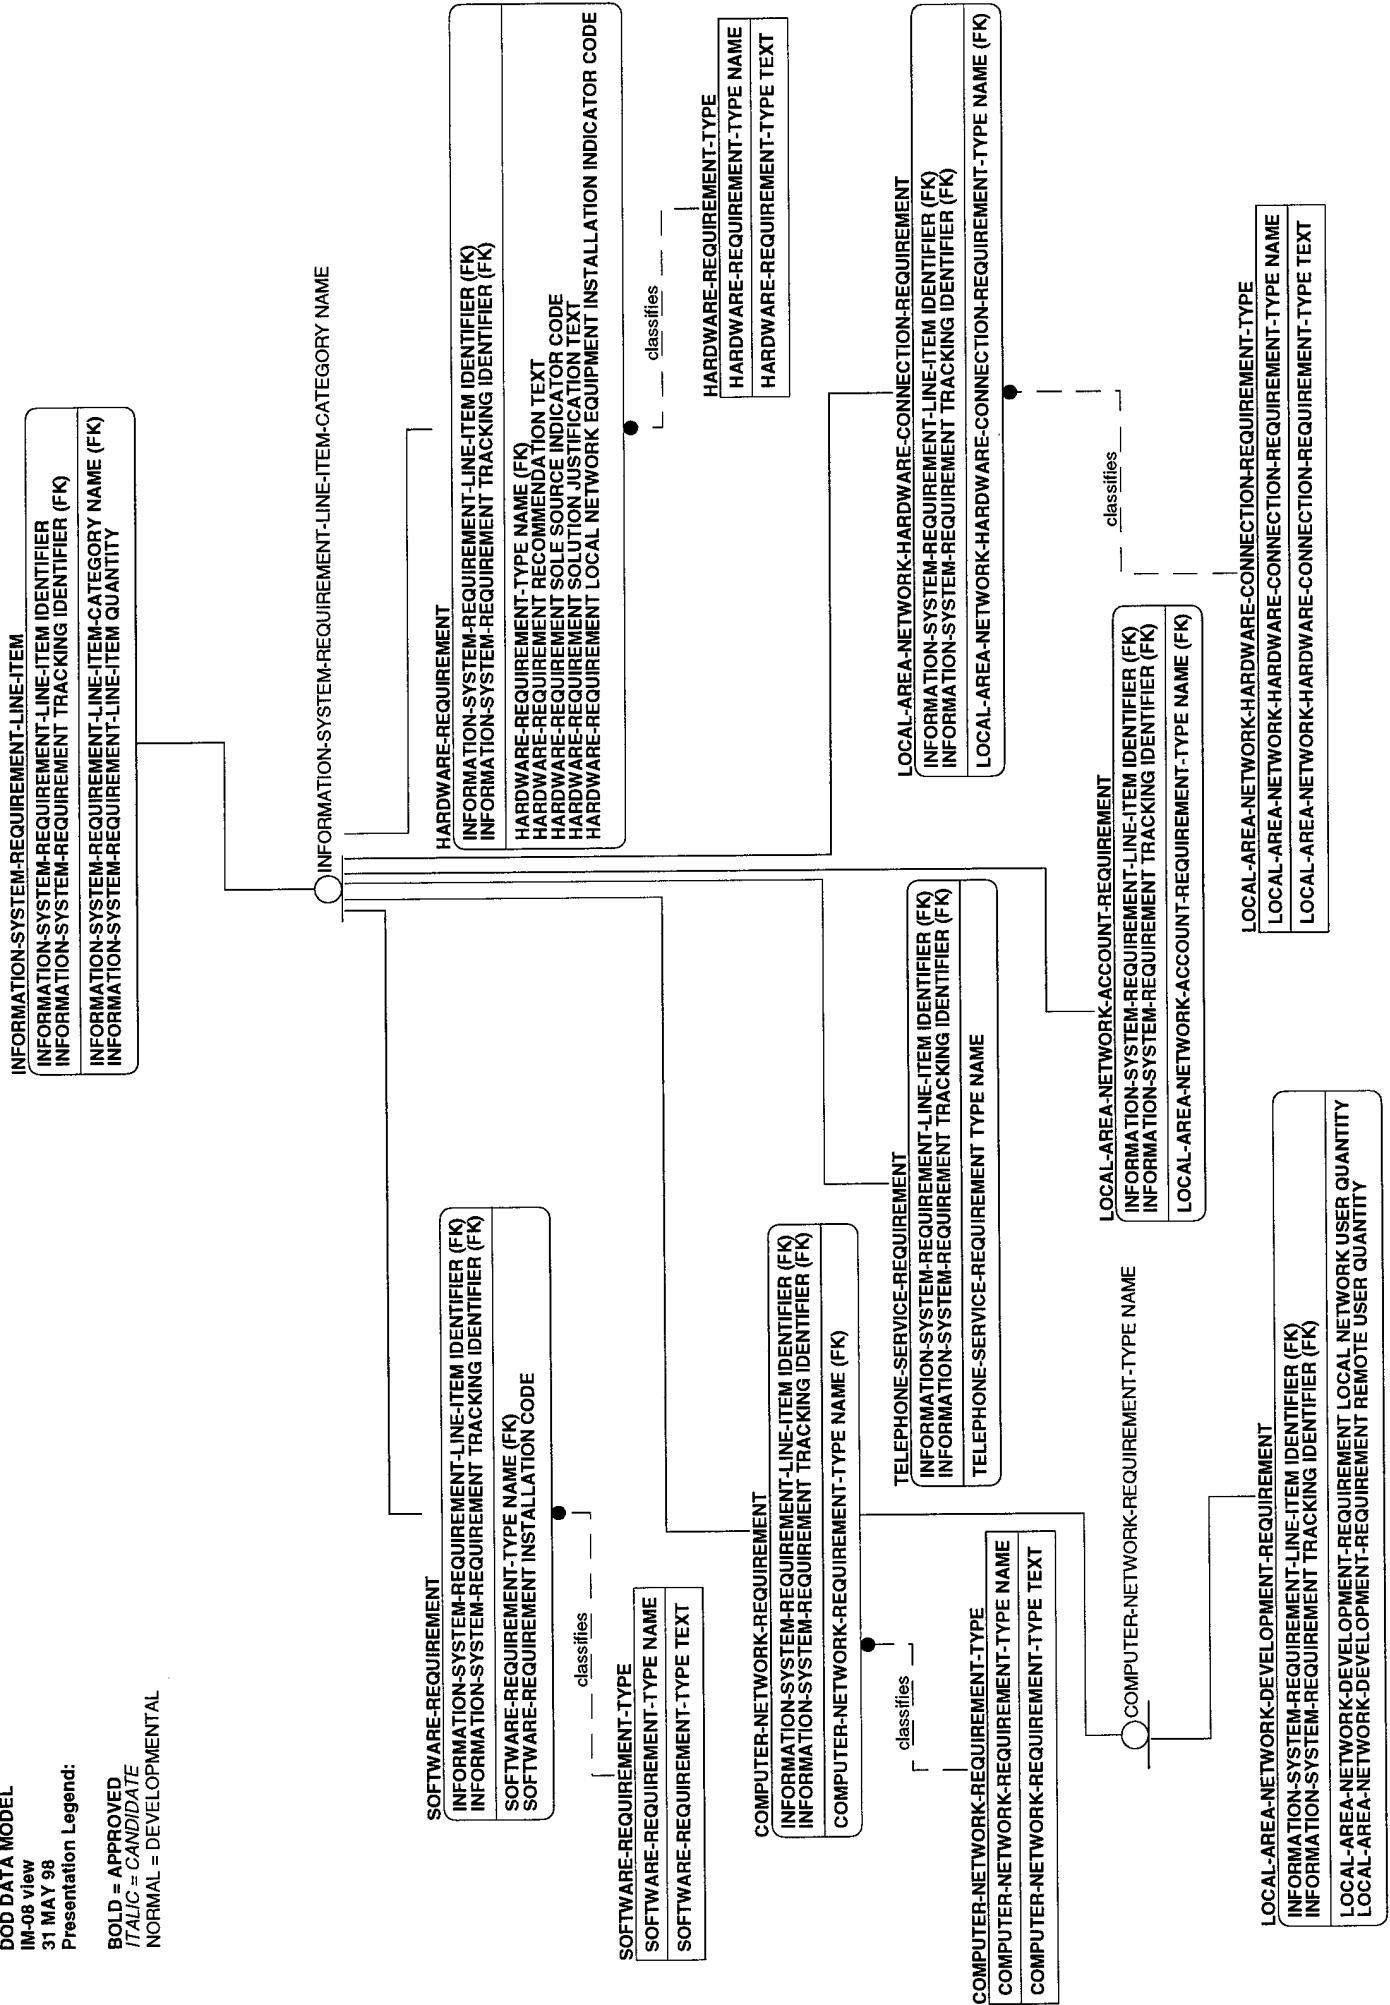 DOD DATA MODEL
IM-08 view
31 MAY 98
Presentation Legend:
BOLD = APPROVED
ITALIC = CANDIDATE
NORMAL = DEVELOPMENTAL
INFORMATION-SYSTEM-REQUIREMENT-LINE-ITEM
INFORMATION-SYSTEM-REQUIREMENT-LINE-ITEM IDENTIFIER
INFORMATION-SYSTEM-REQUIREMENT TRACKING IDENTIFIER (FK)
INFORMATION-SYSTEM-REQUIREMENT-LINE-ITEM-CATEGORY NAME (FK)
INFORMATION-SYSTEM-REQUIREMENT-LINE-ITEM QUANTITY
INFORMATION-SYSTEM-REQUIREMENT-LINE-ITEM-CATEGORY NAME
SOFTWARE-REQUIREMENT
INFORMATION-SYSTEM-REQUIREMENT-LINE-ITEM IDENTIFIER (FK)
INFORMATION-SYSTEM-REQUIREMENT TRACKING IDENTIFIER (FK)
SOFTWARE-REQUIREMENT-TYPE NAME (FK)
SOFTWARE-REQUIREMENT INSTALLATION CODE
classifies
SOFTWARE-REQUIREMENT-TYPE
SOFTWARE-REQUIREMENT-TYPE NAME
SOFTWARE-REQUIREMENT-TYPE TEXT
HARDWARE-REQUIREMENT
INFORMATION-SYSTEM-REQUIREMENT-LINE-ITEM IDENTIFIER (FK)
INFORMATION-SYSTEM-REQUIREMENT TRACKING IDENTIFIER (FK)
HARDWARE-REQUIREMENT-TYPE NAME (FK)
HARDWARE-REQUIREMENT RECOMMENDATION TEXT
HARDWARE-REQUIREMENT SOLE SOURCE INDICATOR CODE
HARDWARE-REQUIREMENT SOLUTION JUSTIFICATION TEXT
HARDWARE-REQUIREMENT LOCAL NETWORK EQUIPMENT INSTALLATION INDICATOR CODE
classifies
HARDWARE-REQUIREMENT-TYPE
HARDWARE-REQUIREMENT-TYPE NAME
HARDWARE-REQUIREMENT-TYPE TEXT
COMPUTER-NETWORK-REQUIREMENT
INFORMATION-SYSTEM-REQUIREMENT-LINE-ITEM IDENTIFIER (FK)
INFORMATION-SYSTEM-REQUIREMENT TRACKING IDENTIFIER (FK)
COMPUTER-NETWORK-REQUIREMENT-TYPE NAME (FK)
classifies
COMPUTER-NETWORK-REQUIREMENT-TYPE
COMPUTER-NETWORK-REQUIREMENT-TYPE NAME
COMPUTER-NETWORK-REQUIREMENT-TYPE TEXT
TELEPHONE-SERVICE-REQUIREMENT
INFORMATION-SYSTEM-REQUIREMENT-LINE-ITEM IDENTIFIER (FK)
INFORMATION-SYSTEM-REQUIREMENT TRACKING IDENTIFIER (FK)
TELEPHONE-SERVICE-REQUIREMENT TYPE NAME
LOCAL-AREA-NETWORK-HARDWARE-CONNECTION-REQUIREMENT
INFORMATION-SYSTEM-REQUIREMENT-LINE-ITEM IDENTIFIER (FK)
INFORMATION-SYSTEM-REQUIREMENT TRACKING IDENTIFIER (FK)
LOCAL-AREA-NETWORK-HARDWARE-CONNECTION-REQUIREMENT-TYPE NAME (FK)
classifies
LOCAL-AREA-NETWORK-HARDWARE-CONNECTION-REQUIREMENT-TYPE
LOCAL-AREA-NETWORK-HARDWARE-CONNECTION-REQUIREMENT-TYPE NAME
LOCAL-AREA-NETWORK-HARDWARE-CONNECTION-REQUIREMENT-TYPE TEXT
LOCAL-AREA-NETWORK-ACCOUNT-REQUIREMENT
INFORMATION-SYSTEM-REQUIREMENT-LINE-ITEM IDENTIFIER (FK)
INFORMATION-SYSTEM-REQUIREMENT TRACKING IDENTIFIER (FK)
LOCAL-AREA-NETWORK-ACCOUNT-REQUIREMENT-TYPE NAME (FK)
COMPUTER-NETWORK-REQUIREMENT-TYPE NAME
LOCAL-AREA-NETWORK-DEVELOPMENT-REQUIREMENT
INFORMATION-SYSTEM-REQUIREMENT-LINE-ITEM IDENTIFIER (FK)
INFORMATION-SYSTEM-REQUIREMENT TRACKING IDENTIFIER (FK)
LOCAL-AREA-NETWORK-DEVELOPMENT-REQUIREMENT LOCAL NETWORK USER QUANTITY
LOCAL-AREA-NETWORK-DEVELOPMENT-REQUIREMENT REMOTE USER QUANTITY